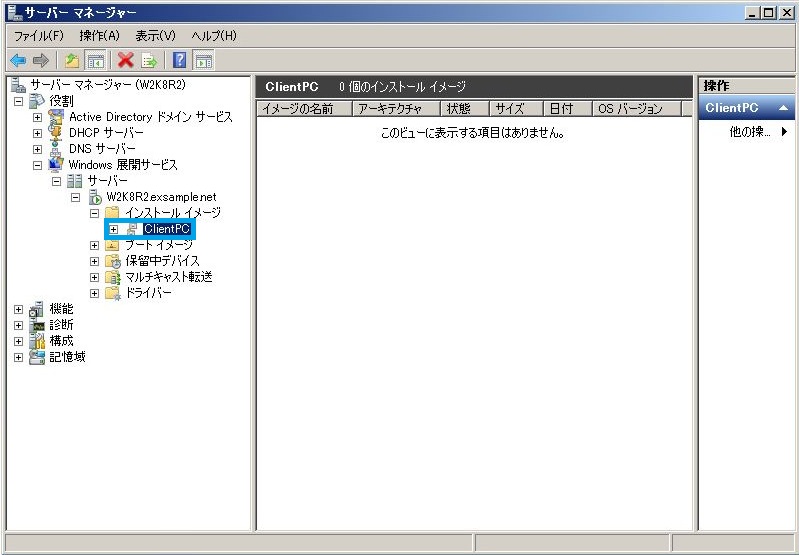 サーバー マネージャー
ファイル(F) 操作(A) 表示(V) ヘルプ(H)
サーバー マネージャー (W2K8R2)
役割
Active Directory ドメイン サービス
DHCP サーバー
DNS サーバー
Windows 展開サービス
サーバー
W2K8R2.exsample.net
インストール イメージ
ClientPC
ブート イメージ
保留中デバイス
マルチキャスト転送
ドライバー
機能
診断
構成
記憶域
ClientPC 0 個のインストール イメージ
イメージの名前 アーキテクチャ 状態 サイズ 日付 OS バージョン
このビューに表示する項目はありません。
操作
ClientPC
他の操...